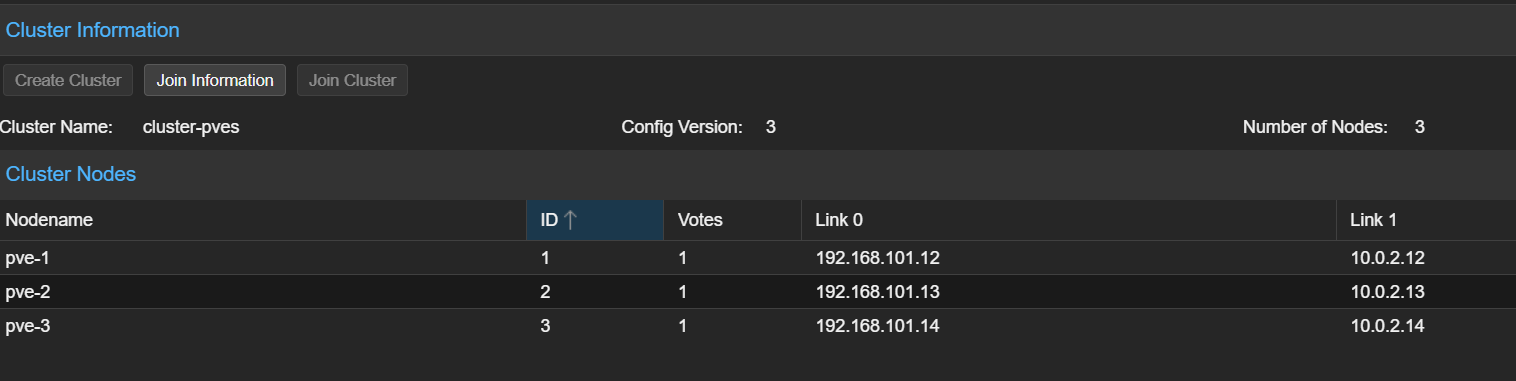 Cluster Information
Create Cluster Join Information Join Cluster
Cluster Name: cluster-pves Config Version: 3 Number of Nodes: 3
Cluster Nodes
Nodename ID Votes Link 0 Link 1
pve-1 1 1 192.168.101.12 10.0.2.12
pve-2 2 1 192.168.101.13 10.0.2.13
pve-3 3 1 192.168.101.14 10.0.2.14